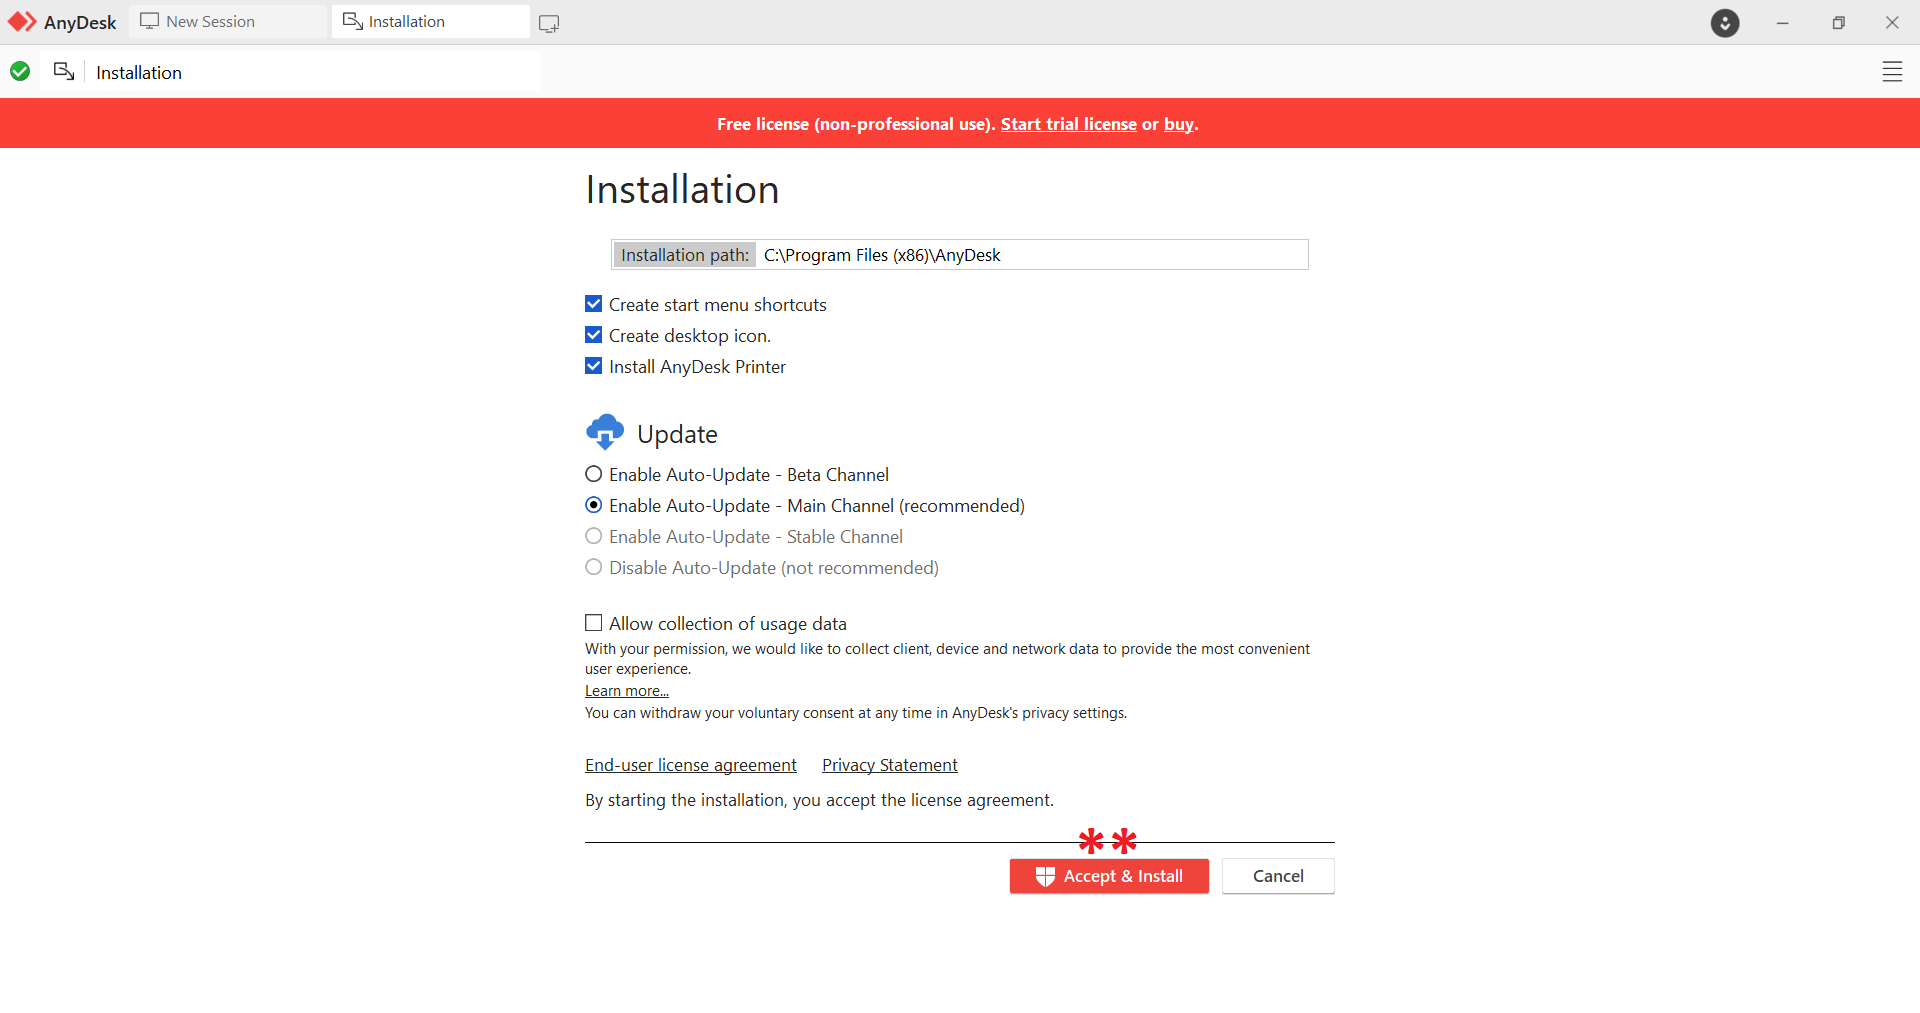 AnyDesk New Session Installation
Installation
Free license (non-professional use). Start trial license or buy.
Installation
Installation path: C:\Program Files (x86)\AnyDesk
Create start menu shortcuts
Create desktop icon.
Install AnyDesk Printer
Update
Enable Auto-Update - Beta Channel
Enable Auto-Update - Main Channel (recommended)
Enable Auto-Update - Stable Channel
Disable Auto-Update (not recommended)
Allow collection of usage data
With your permission, we would like to collect client, device and network data to provide the most convenient
user experience.
Learn more...
You can withdraw your voluntary consent at any time in AnyDesk's privacy settings.
End-user license agreement Privacy Statement
By starting the installation, you accept the license agreement.
**
Accept & Install Cancel